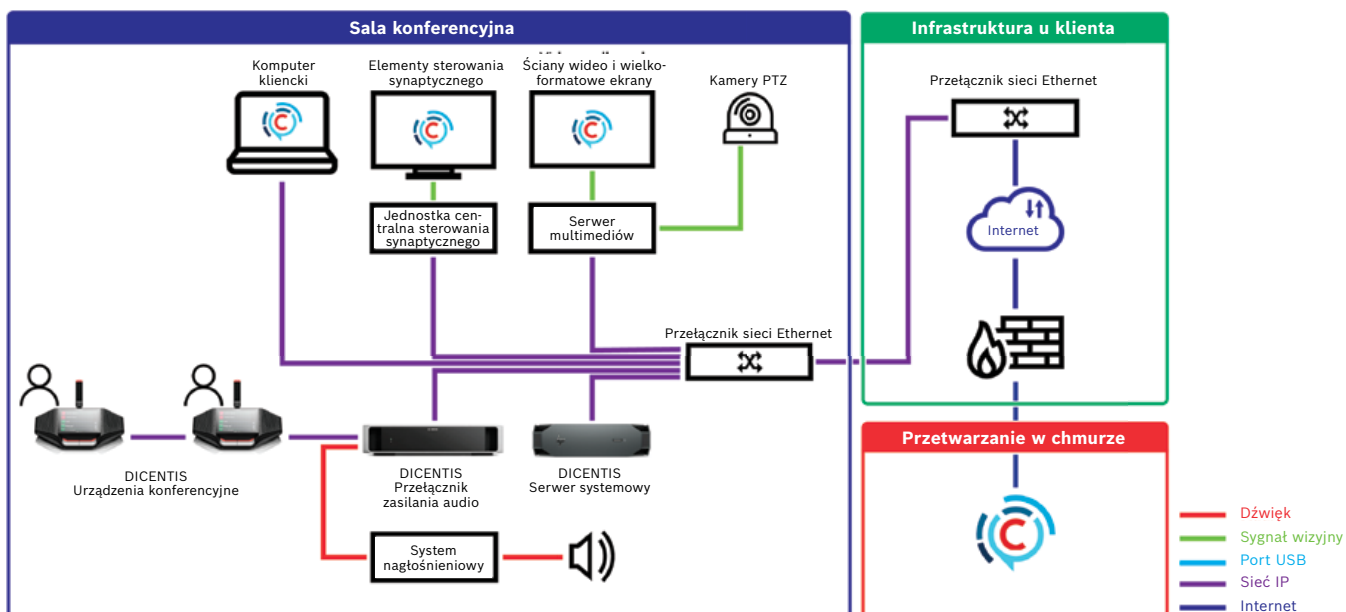 Sala konferencyjna
Infrastruktura u klienta
Komputer
kliencki
Elementy sterowania
synaptycznego
Ściany wideo i wielko-
formatowe ekrany
Kamery PTZ
Przełącznik sieci Ethernet
C
C
C
Jednostka cen-
tralna sterowania
synaptycznego
Serwer
multimediów
Internet
Przełącznik sieci Ethernet
DICENTIS
Urządzenia konferencyjne
DICENTIS
Przełącznik
zasilania audio
DICENTIS
Serwer systemowy
System
nagłośnieniowy
Przetwarzanie w chmurze
C
Dźwięk
Sygnał wizyjny
Port USB
Sieć IP
Internet